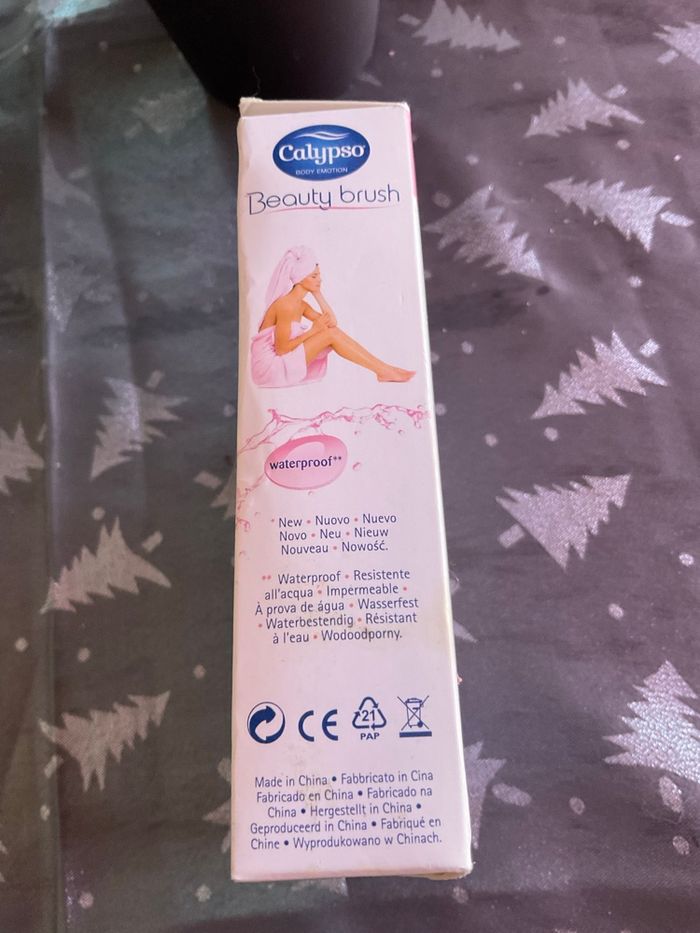 Calypso
BODY EMOTION
Beauty brush
waterproof**
* New • Nuovo • Nuevo
Novo • Neu • Nieuw
Nouveau • Nowość.
** Waterproof • Resistente
all'acqua • Impermeable •
À prova de água • Wasserfest
• Waterbestendig • Résistant
à l'eau • Wodoodporny.
CE
21
PAP
Made in China • Fabbricato in Cina
Fabricado en China • Fabricado na
China • Hergestellt in China •
Geproduceerd in China • Fabriqué en
Chine • Wyprodukowano w Chinach.